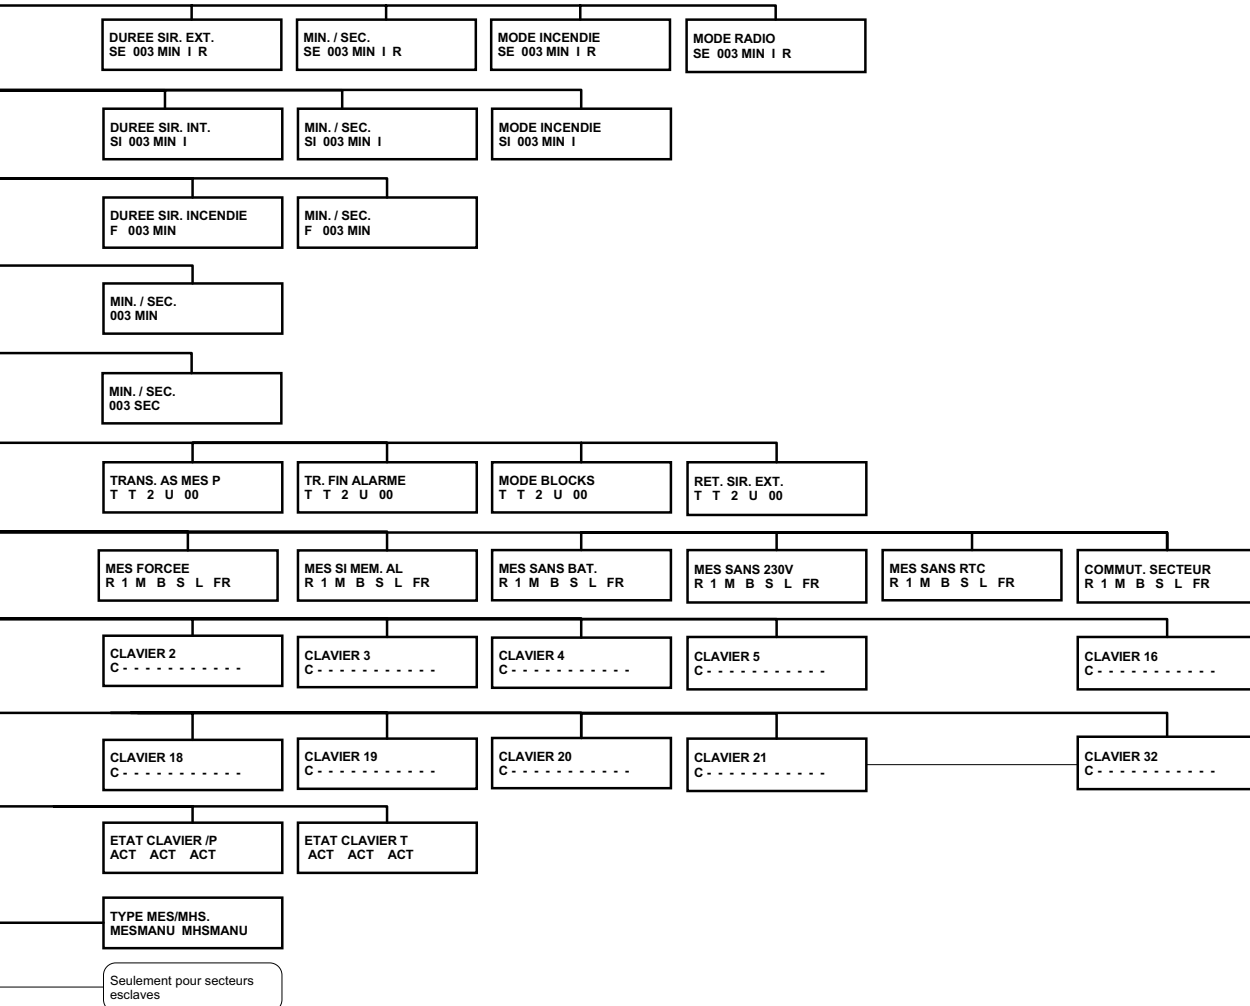 DUREE SIR. EXT.
SE 003 MIN I R
MIN. / SEC.
SE 003 MIN I R
MODE INCENDIE
SE 003 MIN I R
MODE RADIO
SE 003 MIN I R
DUREE SIR. INT.
SI 003 MIN I
MIN. / SEC.
SI 003 MIN I
MODE INCENDIE
SI 003 MIN I
DUREE SIR. INCENDIE
F 003 MIN
MIN. / SEC.
F 003 MIN
MIN. / SEC.
003 MIN
MIN. / SEC.
003 SEC
TRANS. AS MES P
T T 2 U 00
TR. FIN ALARME
T T 2 U 00
MODE BLOCKS
T T 2 U 00
RET. SIR. EXT.
T T 2 U 00
MES FORCEE
R 1 M B S L FR
MES SI MEM. AL
R 1 M B S L FR
MES SANS BAT.
R 1 M B S L FR
MES SANS 230V
R 1 M B S L FR
MES SANS RTC
R 1 M B S L FR
COMMUT. SECTEUR
R 1 M B S L FR
CLAVIER 2
C - - - - - - - - - - -
CLAVIER 3
C - - - - - - - - - - -
CLAVIER 4
C - - - - - - - - - - -
CLAVIER 5
C - - - - - - - - - - -
CLAVIER 16
C - - - - - - - - - - -
CLAVIER 18
C - - - - - - - - - - -
CLAVIER 19
C - - - - - - - - - - -
CLAVIER 20
C - - - - - - - - - - -
CLAVIER 21
C - - - - - - - - - - -
CLAVIER 32
C - - - - - - - - - - -
ETAT CLAVIER /P
ACT ACT ACT
ETAT CLAVIER T
ACT ACT ACT
TYPE MES/MHS.
MESMANU MHSMANU
Seulement pour secteurs
esclaves